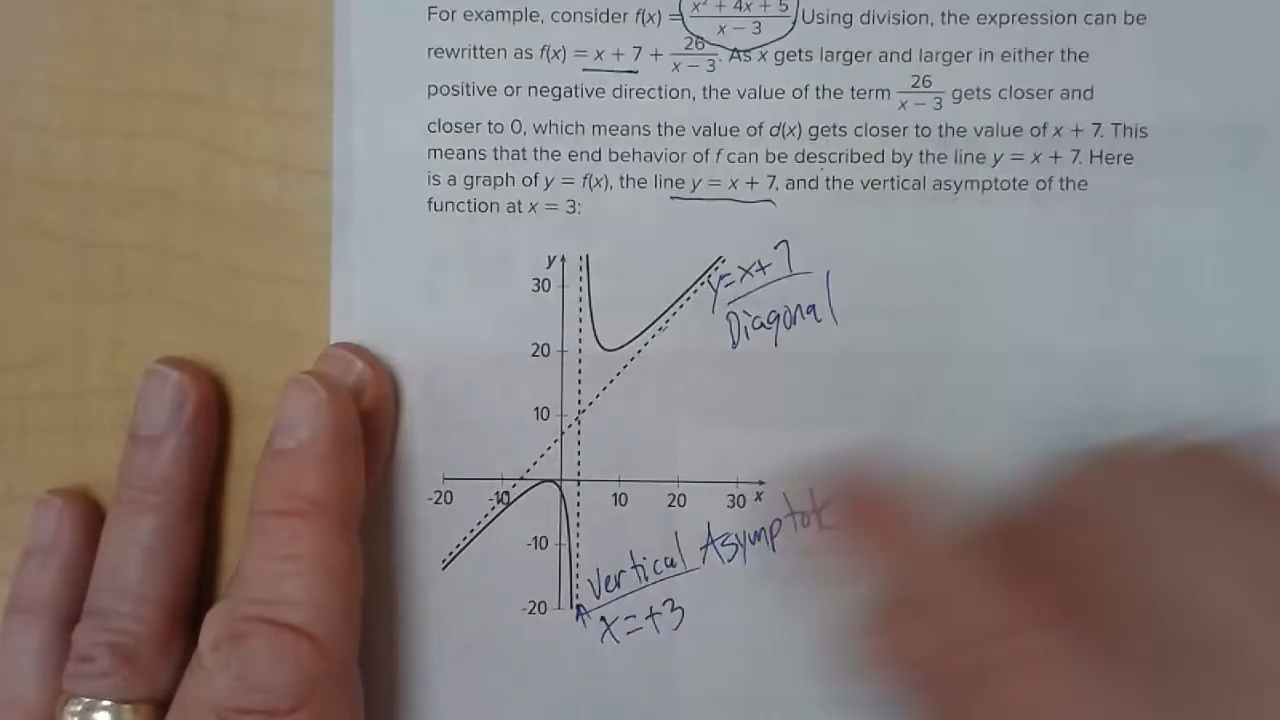 For example, consider f(x) = x² + 4x + 5 / x − 3. Using division, the expression can be
rewritten as f(x) = x + 7 + 26 / x − 3. As x gets larger and larger in either the
positive or negative direction, the value of the term 26 / x − 3 gets closer and
closer to 0, which means the value of d(x) gets closer to the value of x + 7. This
means that the end behavior of f can be described by the line y = x + 7. Here
is a graph of y = f(x), the line y = x + 7, and the vertical asymptote of the
function at x = 3:
y
30
y=x+7
Diagonal
20
10
-20 -10 10 20 30 x
-10
Vertical Asymptote
-20
x=+3